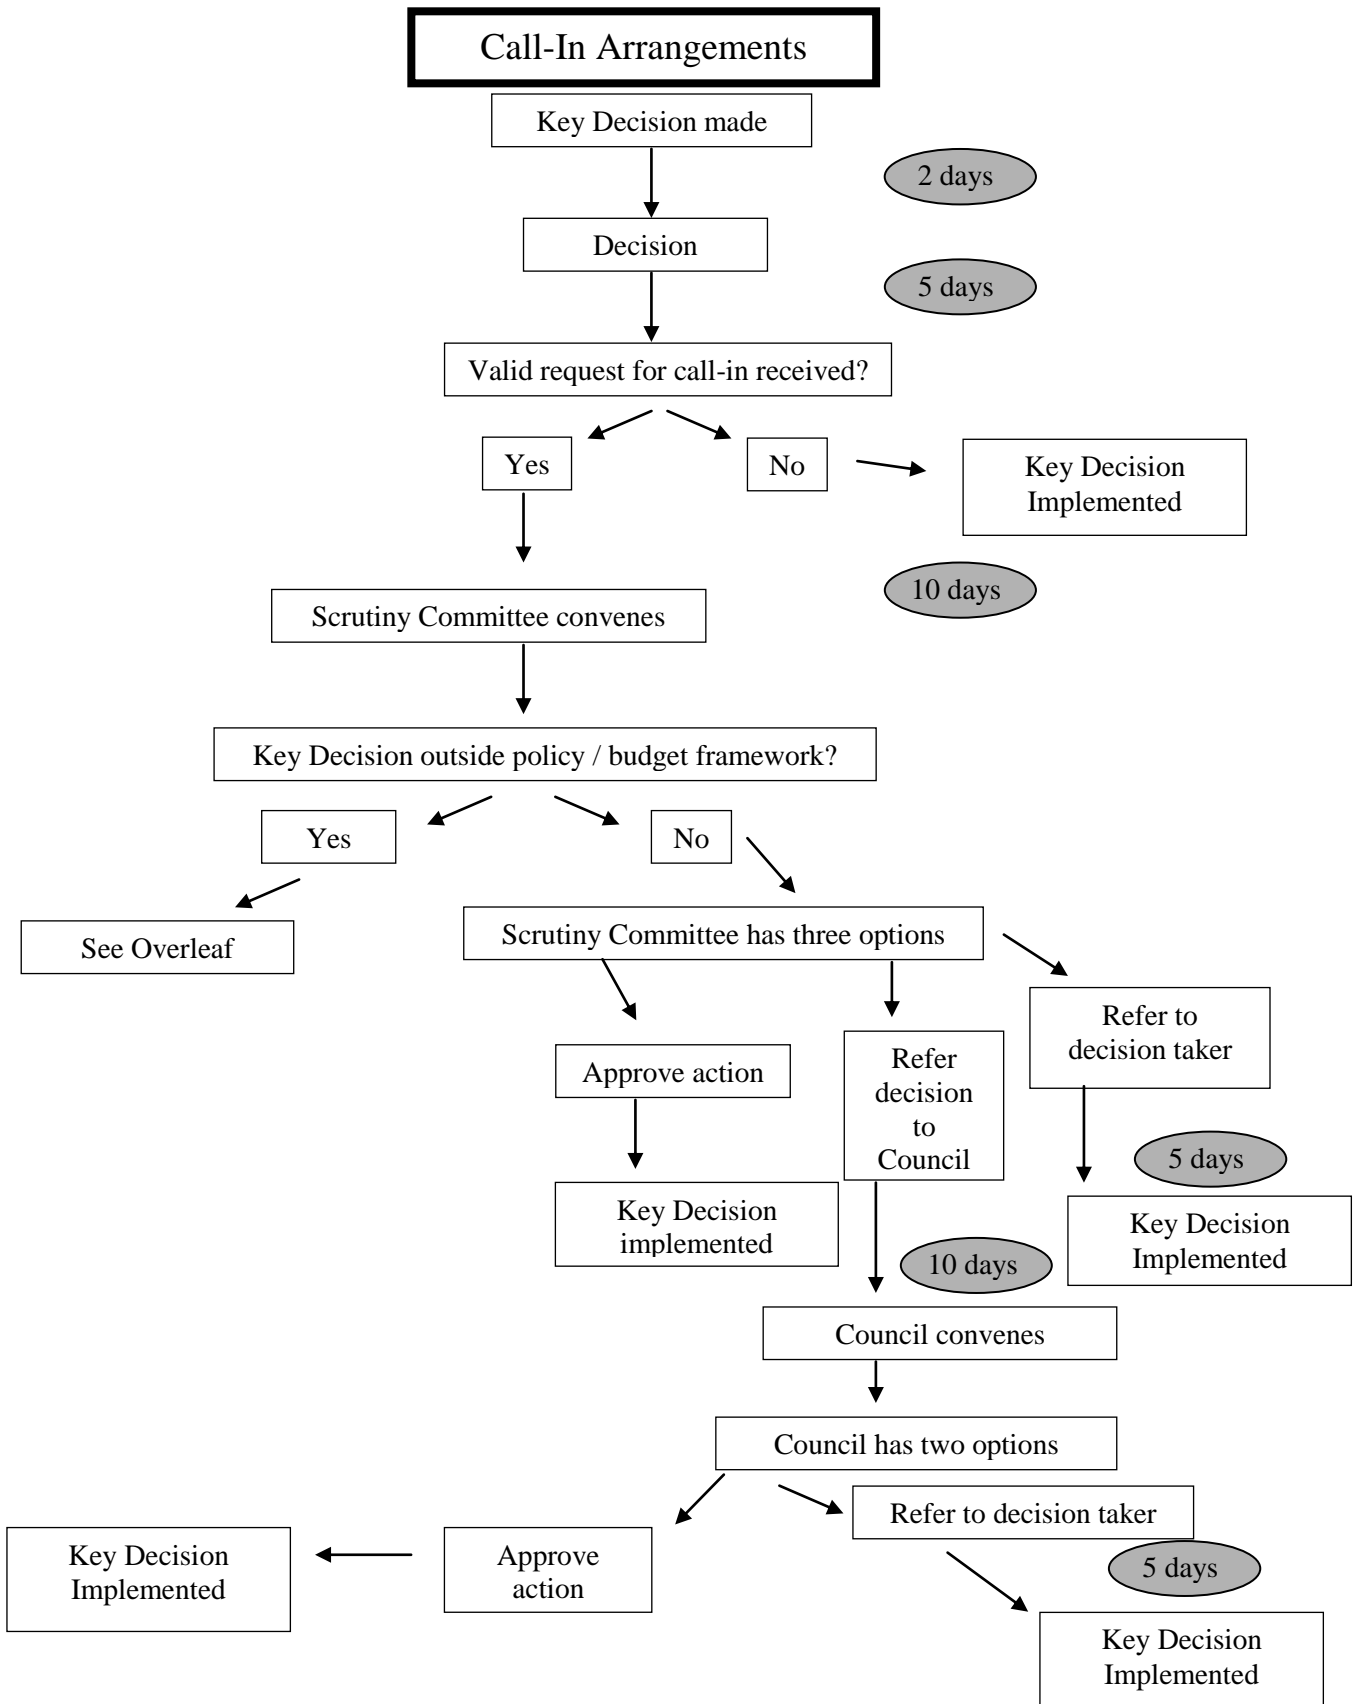 Call-In Arrangements
Key Decision made
2 days
Decision
5 days
Valid request for call-in received?
Yes
No
Key Decision
Implemented
10 days
Scrutiny Committee convenes
Key Decision outside policy / budget framework?
Yes
No
See Overleaf
Scrutiny Committee has three options
Approve action
Refer
decision
to
Council
Refer to
decision taker
5 days
Key Decision
implemented
Key Decision
Implemented
10 days
Council convenes
Council has two options
Refer to decision taker
Key Decision
Implemented
Approve
action
5 days
Key Decision
Implemented